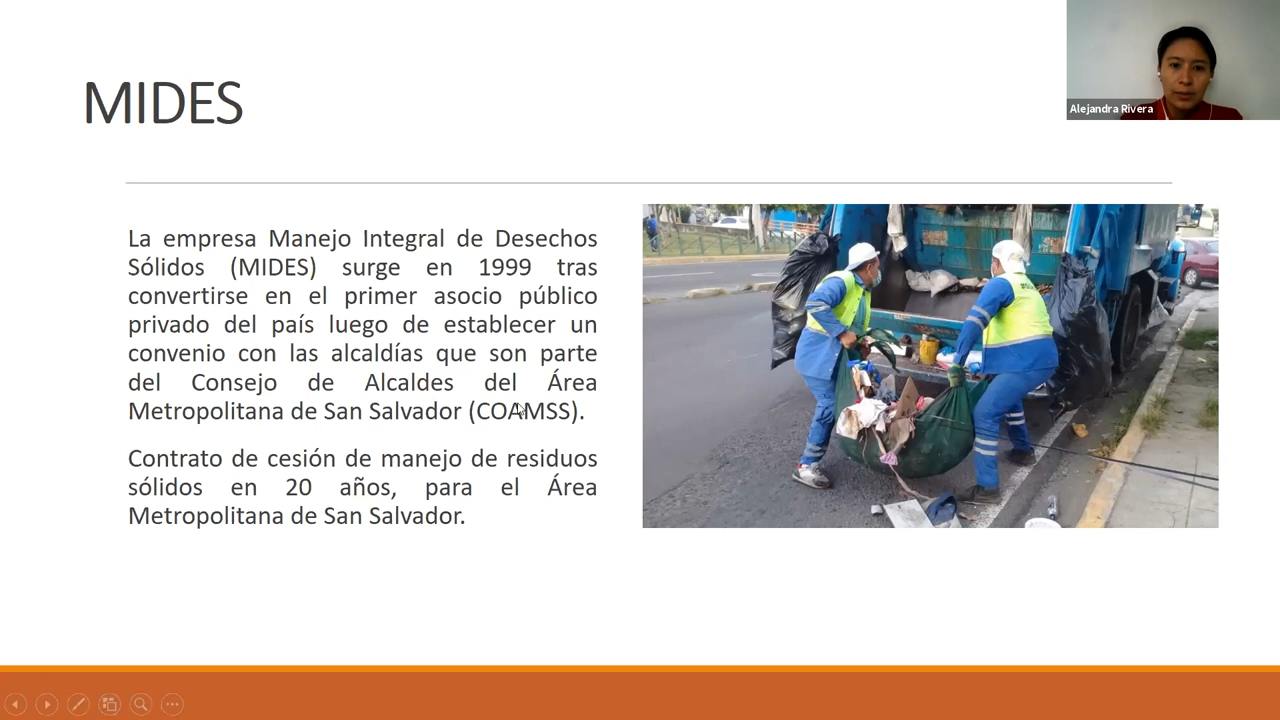 MIDES
Alejandra Rivera
La empresa Manejo Integral de Desechos
Sólidos (MIDES) surge en 1999 tras
convertirse en el primer asocio público
privado del país luego de establecer un
convenio con las alcaldías que son parte
del Consejo de Alcaldes del Área
Metropolitana de San Salvador (COAMSS).
Contrato de cesión de manejo de residuos
sólidos en 20 años, para el Área
Metropolitana de San Salvador.